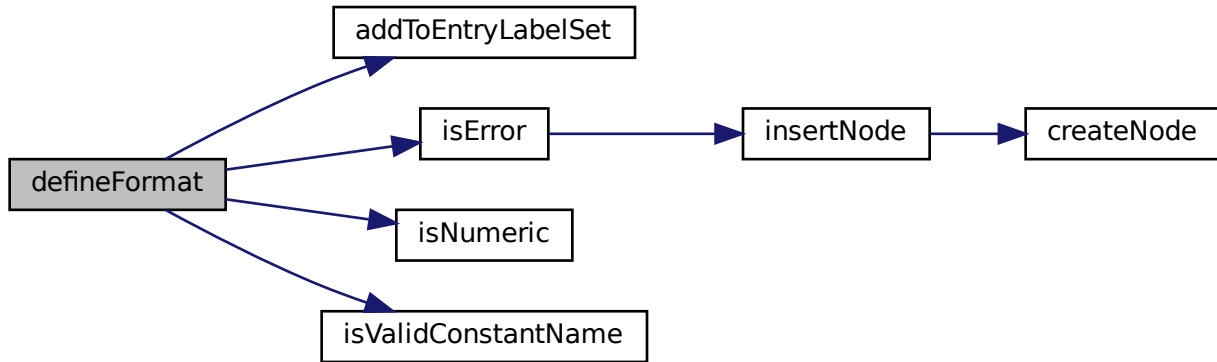 addToEntryLabelSet
isError
insertNode
createNode
defineFormat
isNumeric
isValidConstantName